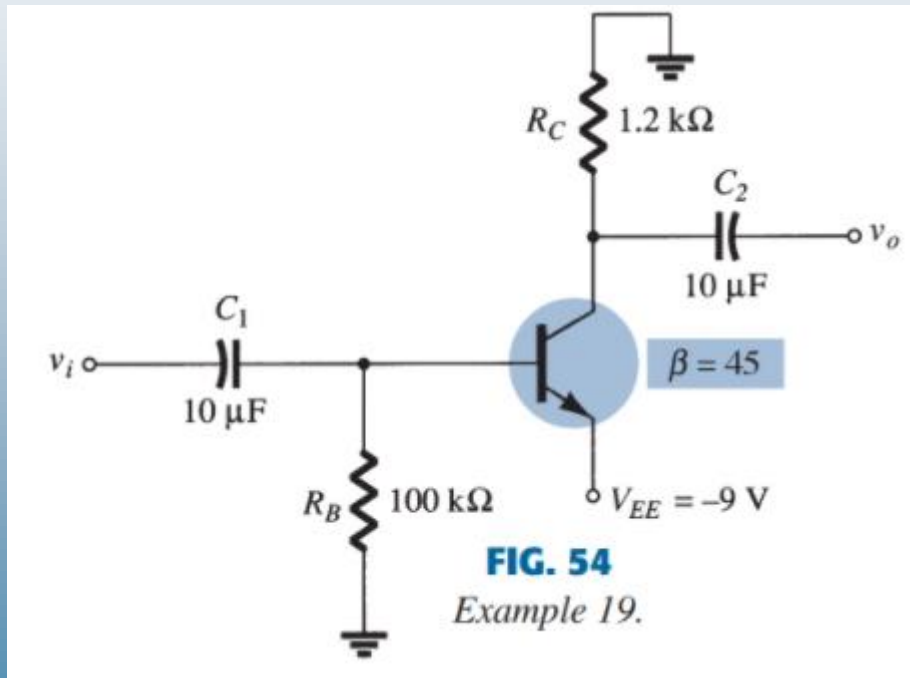 R_C
1.2 kΩ
C_2
v_o
10 μF
C_1
v_i
10 μF
β = 45
R_B
100 kΩ
V_EE = –9 V
FIG. 54
Example 19.